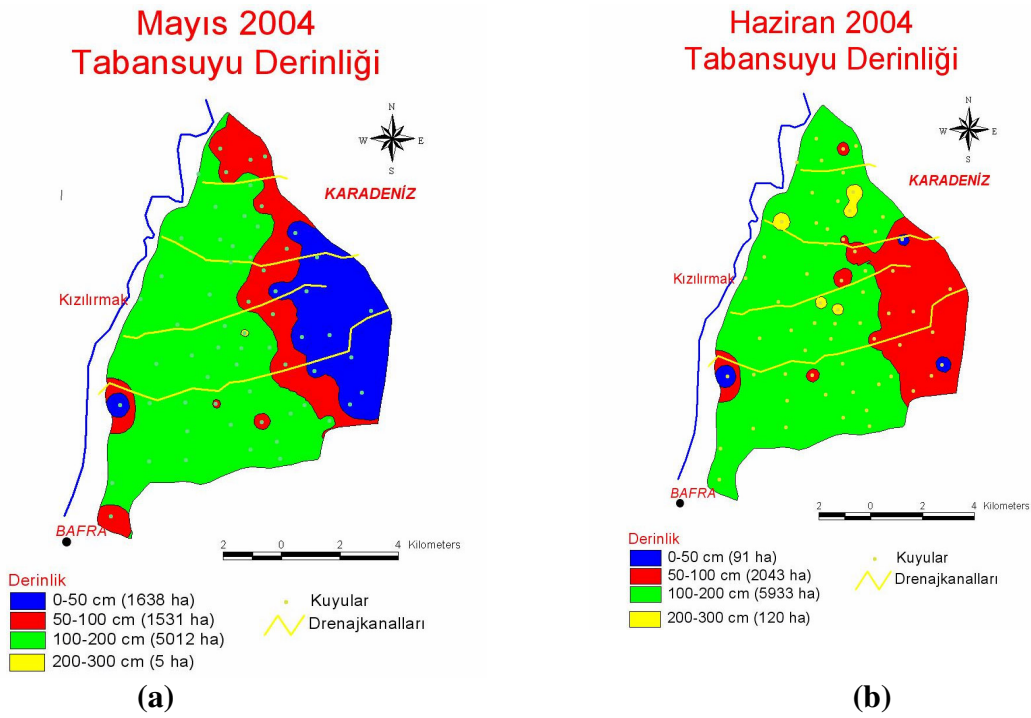 Mayıs 2004
Tabansuyu Derinliği
N
W E
S
KARADENİZ
Kızılırmak
BAFRA
2 0 2 4 Kilometers
Derinlik
0-50 cm (1638 ha)
50-100 cm (1531 ha)
100-200 cm (5012 ha)
200-300 cm (5 ha)
Kuyular
Drenajkanalları
(a)
Haziran 2004
Tabansuyu Derinliği
N
W E
S
KARADENİZ
Kızılırmak
BAFRA
2 0 2 4 Kilometers
Derinlik
0-50 cm (91 ha)
50-100 cm (2043 ha)
100-200 cm (5933 ha)
200-300 cm (120 ha)
Kuyular
Drenajkanalları
(b)